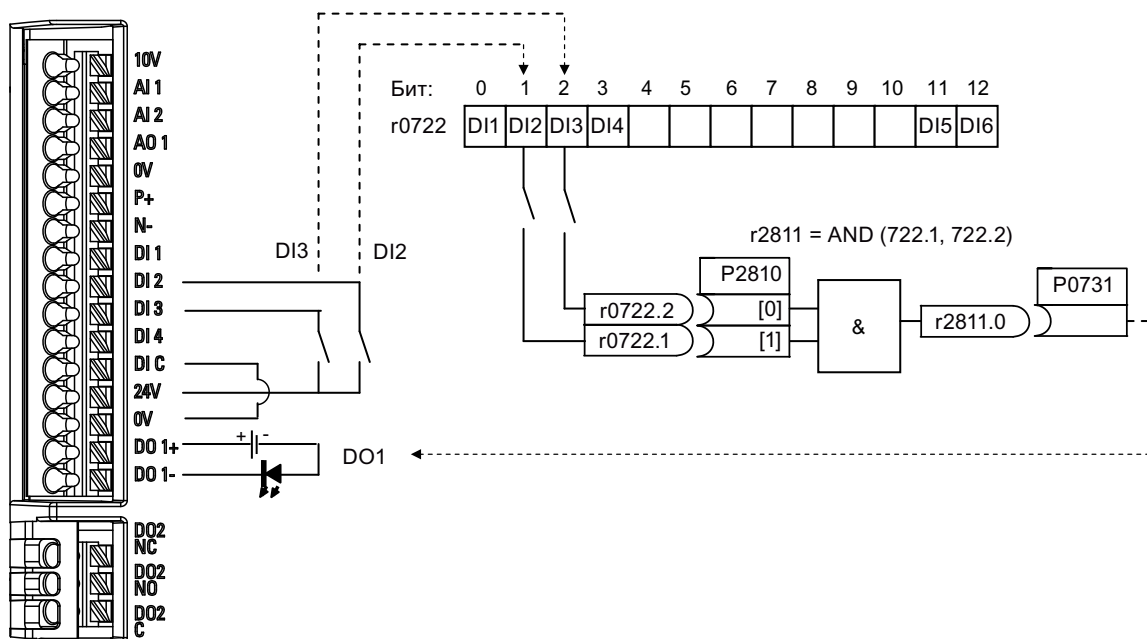 10V
AI 1
AI 2
AO 1
0V
P+
N-
DI 1
DI 2
DI 3
DI 4
DI C
24V
0V
DO 1+
DO 1-
DO2
NC
DO2
NO
DO2
C
DI3 DI2
+ -
DO1
Бит: 0 1 2 3 4 5 6 7 8 9 10 11 12
r0722 DI1 DI2 DI3 DI4 DI5 DI6
r2811 = AND (722.1, 722.2)
P2810 P0731
r0722.2 [0]
& r2811.0
r0722.1 [1]